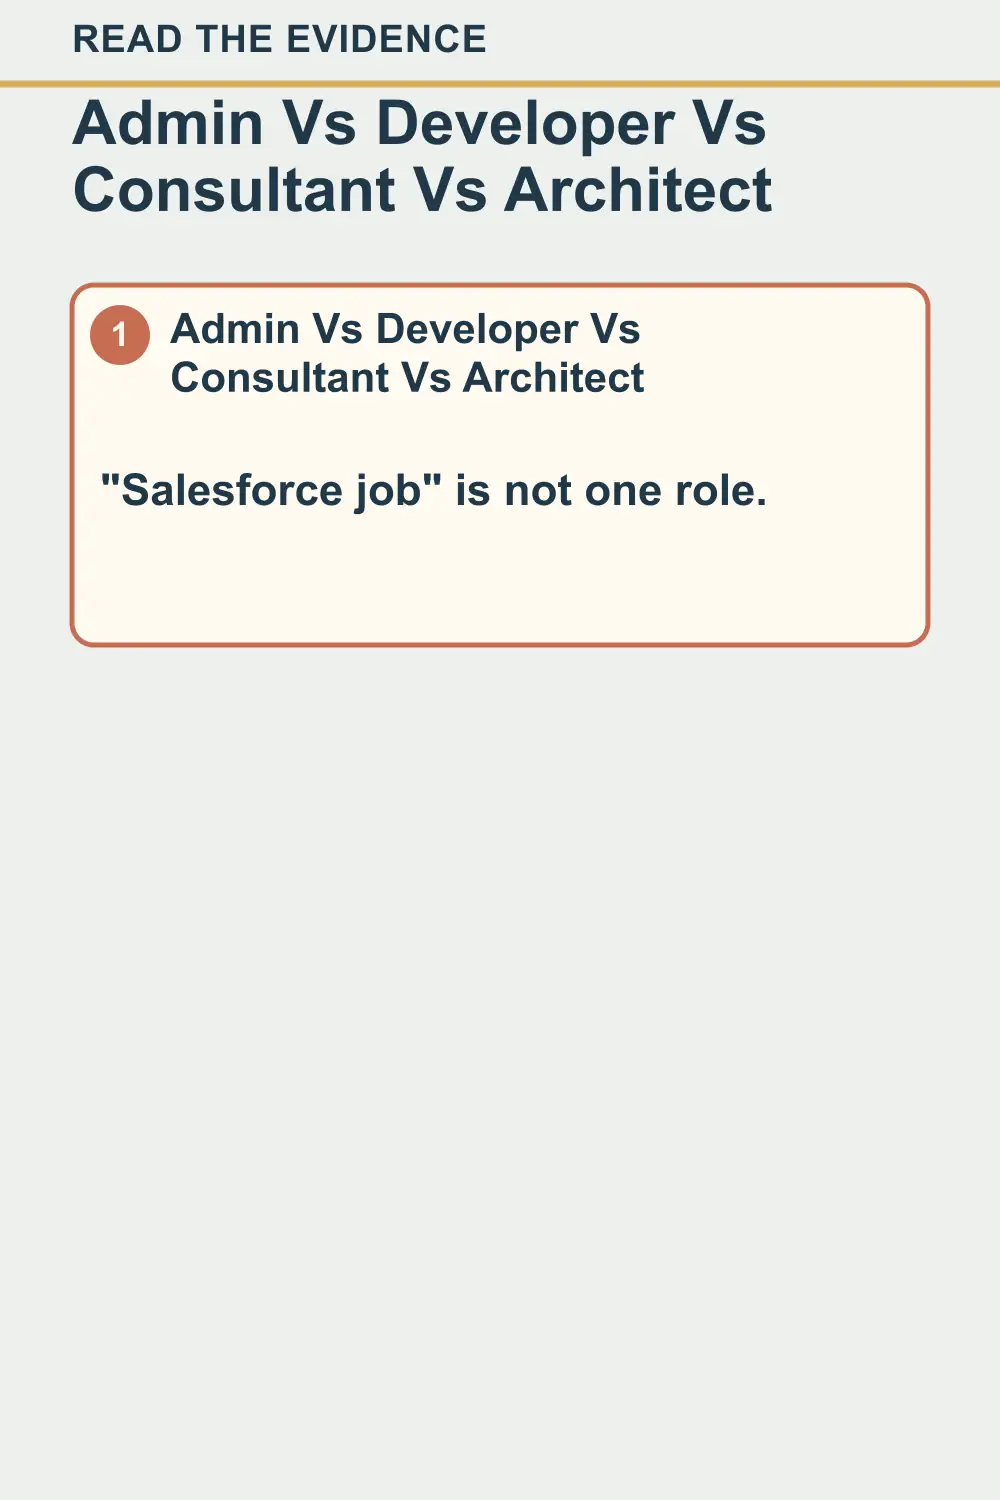 READ THE EVIDENCE
Admin Vs Developer Vs
Consultant Vs Architect
1
Admin Vs Developer Vs
Consultant Vs Architect
"Salesforce job" is not one role.